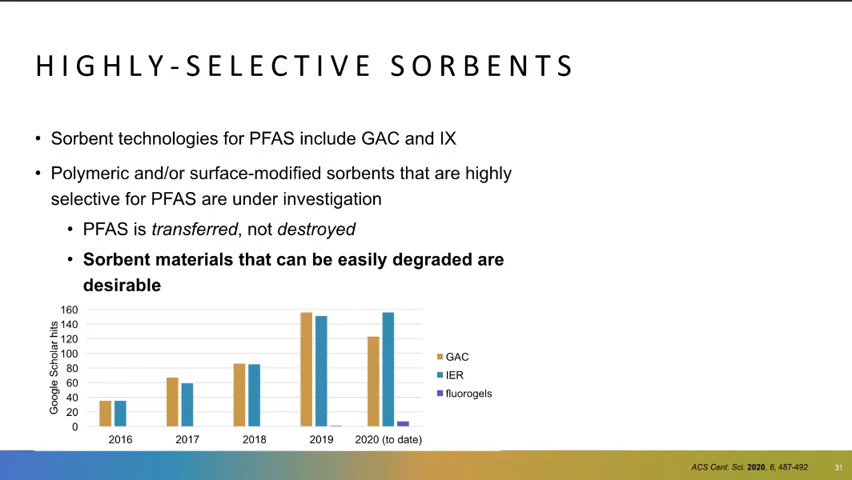 HIGHLY-SELECTIVE SORBENTS
• Sorbent technologies for PFAS include GAC and IX
• Polymeric and/or surface-modified sorbents that are highly
selective for PFAS are under investigation
• PFAS is transferred, not destroyed
• Sorbent materials that can be easily degraded are
desirable
Google Scholar hits
160
140
120
100
80
60
40
20
0
2016 2017 2018 2019 2020 (to date)
GAC
IER
fluorogels
ACS Cent. Sci. 2020, 6, 487-492
31